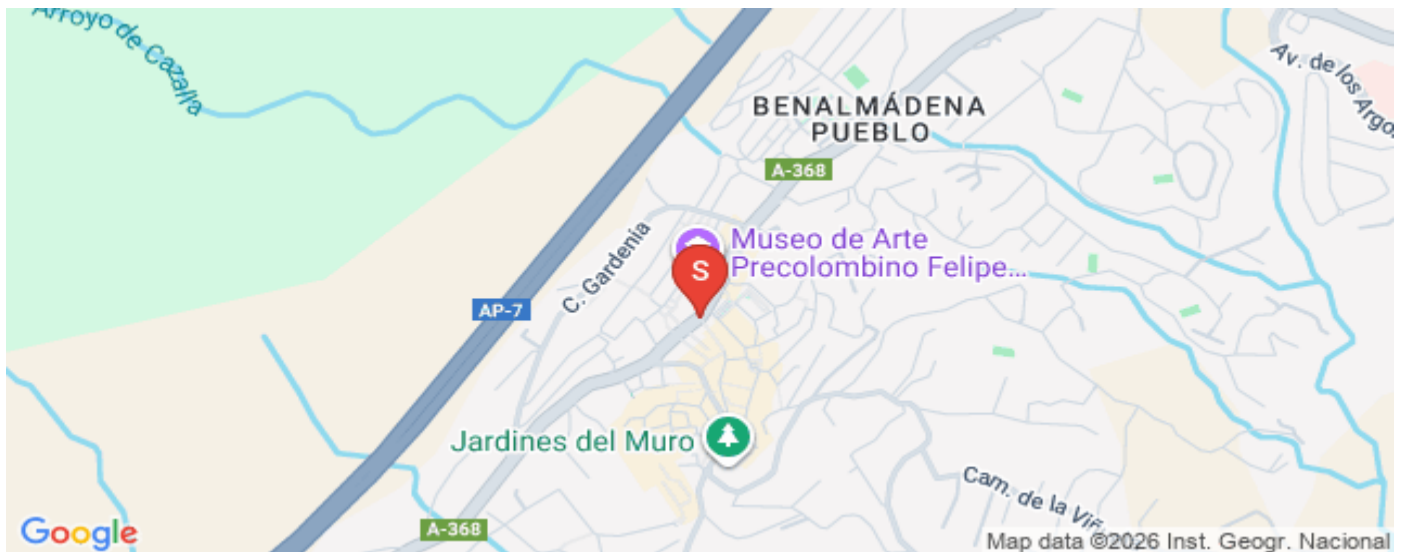 Arroyo de Cazalla
Av. de los Argo
BENALMÁDENA
PUEBLO
A-368
C. Gardenia
Museo de Arte
Precolombino Felipe...
S
AP-7
Jardines del Muro
Cam. de la Viñ
A-368
Google
Map data ©2026 Inst. Geogr. Nacional